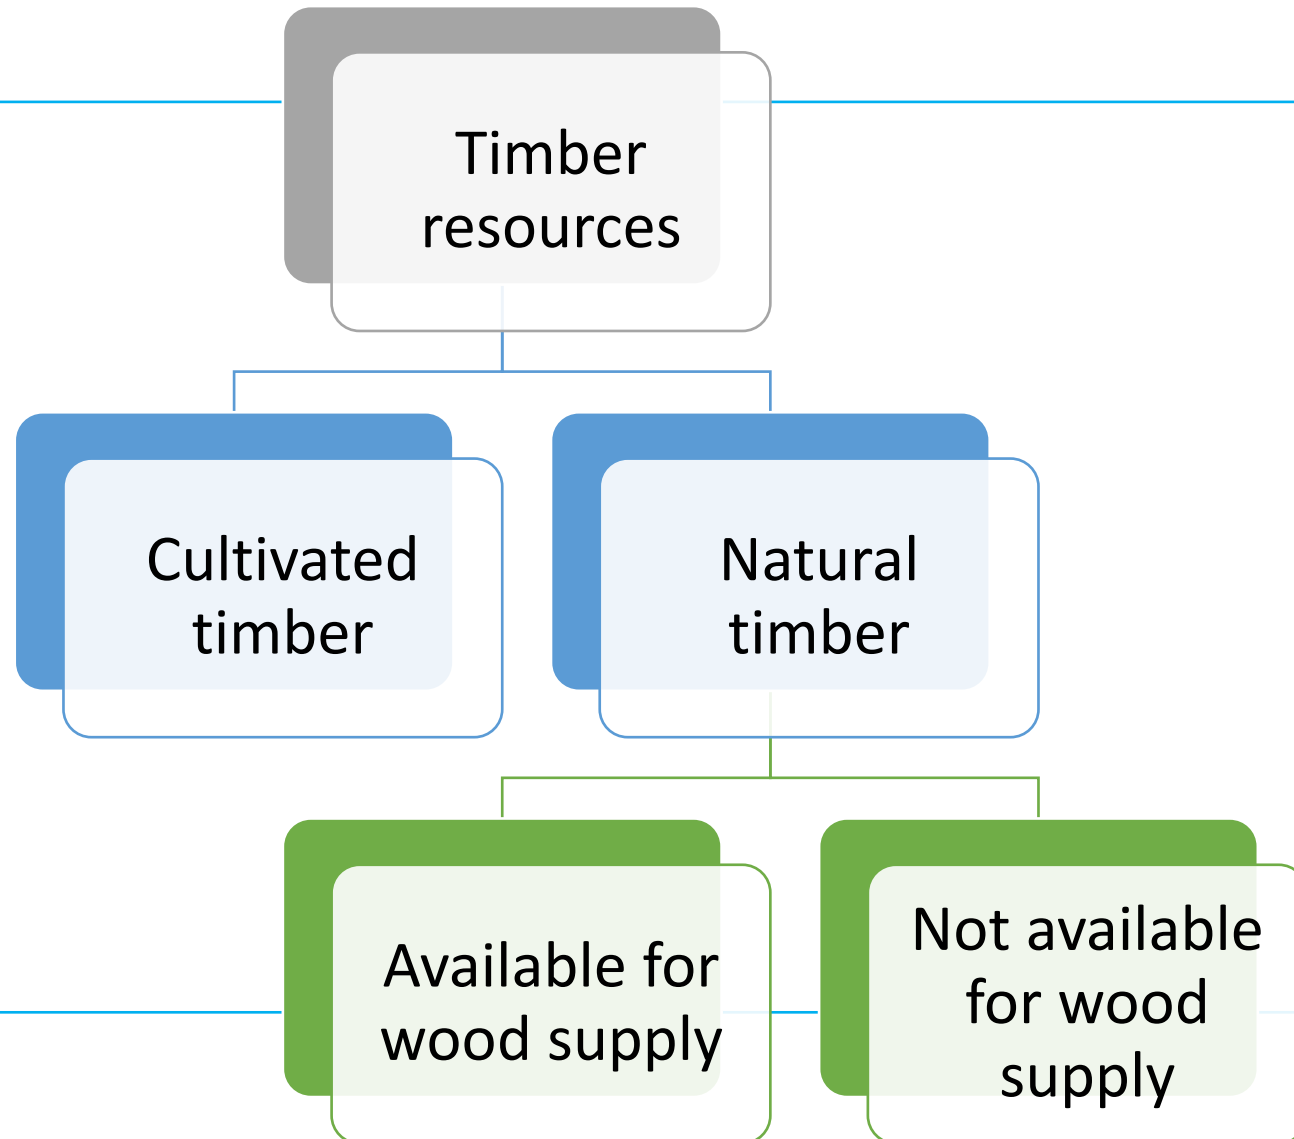 Timber
resources
Cultivated
timber
Natural
timber
Available for
wood supply
Not available
for wood
supply